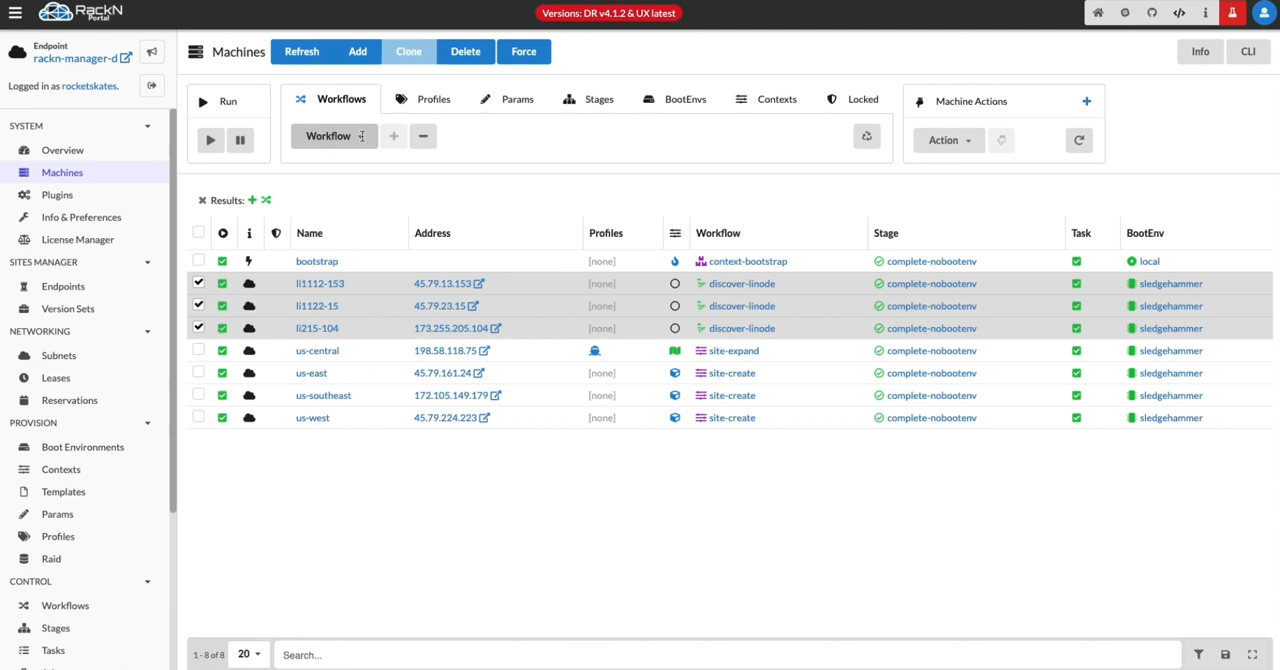 RackN Portal
Versions: DR v4.1.2 & UX latest
Endpoint
rackn-manager-d
Logged in as rocketskates.
Machines
Refresh Add Clone Delete Force
Info CLI
Run
Workflows Profiles Params Stages BootEnvs Contexts Locked
Workflow
Machine Actions
Action
SYSTEM
Overview
Machines
Plugins
Info & Preferences
License Manager
SITES MANAGER
Endpoints
Version Sets
NETWORKING
Subnets
Leases
Reservations
PROVISION
Boot Environments
Contexts
Templates
Params
Profiles
Raid
CONTROL
Workflows
Stages
Tasks
Results:
Name Address Profiles Workflow Stage Task BootEnv
bootstrap [none] context-bootstrap complete-nobootenv local
li1112-153 45.79.13.153 [none] discover-linode complete-nobootenv sledgehammer
li1122-15 45.79.23.15 [none] discover-linode complete-nobootenv sledgehammer
li215-104 173.255.205.104 [none] discover-linode complete-nobootenv sledgehammer
us-central 198.58.118.75 site-expand complete-nobootenv sledgehammer
us-east 45.79.161.24 [none] site-create complete-nobootenv sledgehammer
us-southeast 172.105.149.179 [none] site-create complete-nobootenv sledgehammer
us-west 45.79.224.223 [none] site-create complete-nobootenv sledgehammer
1 - 8 of 8 20 Search...